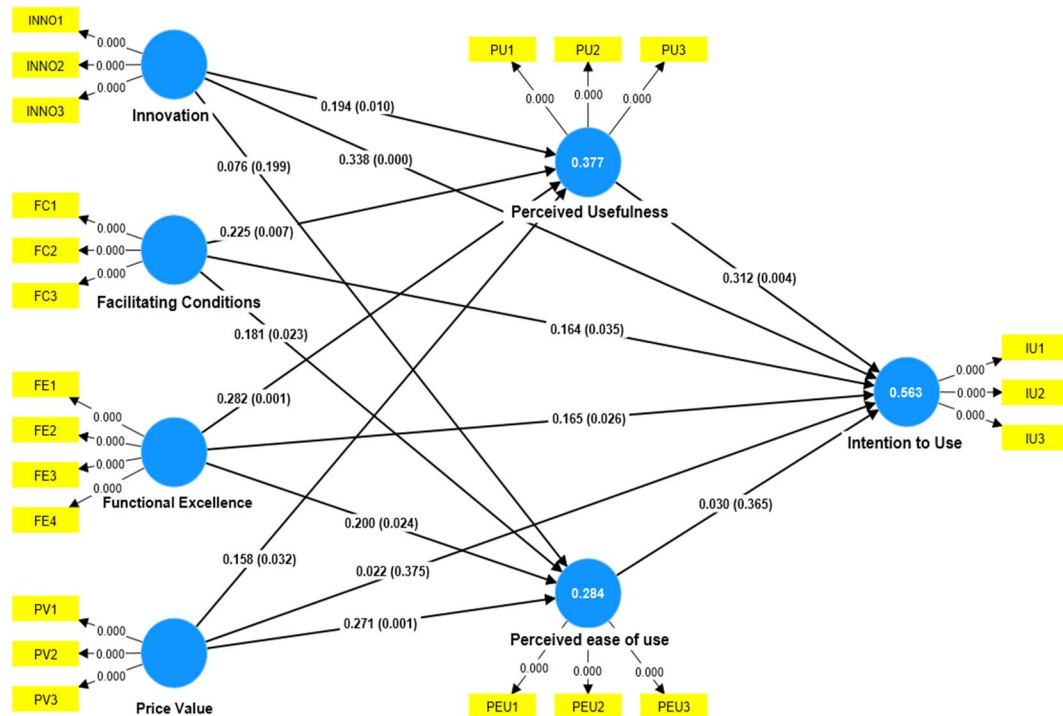 INNO1
0.000
INNO2
0.000
INNO3
0.000
Innovation
FC1
0.000
FC2
0.000
FC3
0.000
Facilitating Conditions
FE1
0.000
FE2
0.000
FE3
0.000
FE4
0.000
Functional Excellence
PV1
0.000
PV2
0.000
PV3
0.000
Price Value
0.194 (0.010)
0.338 (0.000)
0.076 (0.199)
0.225 (0.007)
0.181 (0.023)
0.164 (0.035)
0.282 (0.001)
0.165 (0.026)
0.200 (0.024)
0.158 (0.032)
0.022 (0.375)
0.271 (0.001)
PU1
PU2
PU3
0.000
0.000
0.000
0.377
Perceived Usefulness
0.312 (0.004)
0.030 (0.365)
0.284
Perceived ease of use
0.000
0.000
0.000
PEU1
PEU2
PEU3
0.563
Intention to Use
0.000
IU1
0.000
IU2
0.000
IU3